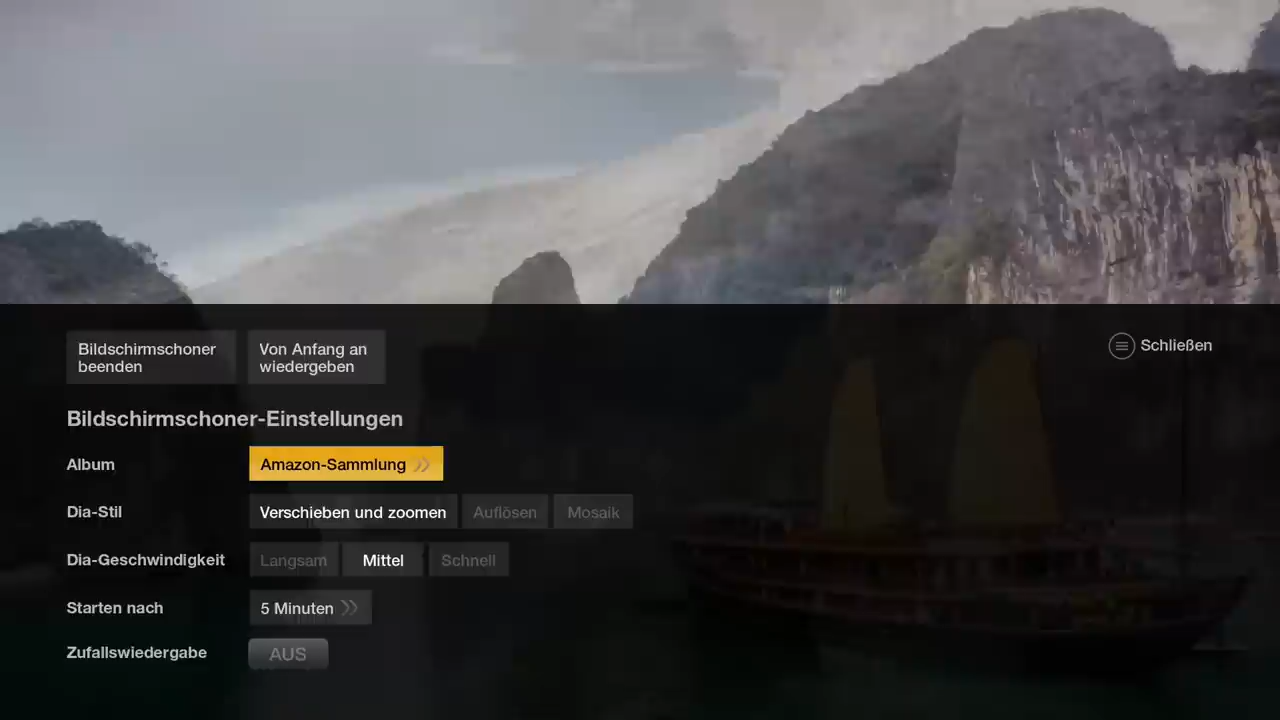 Bildschirmschoner
beenden
Von Anfang an
wiedergeben
Schließen
Bildschirmschoner-Einstellungen
Album Amazon-Sammlung
Dia-Stil Verschieben und zoomen Auflösen Mosaik
Dia-Geschwindigkeit Langsam Mittel Schnell
Starten nach 5 Minuten
Zufallswiedergabe AUS